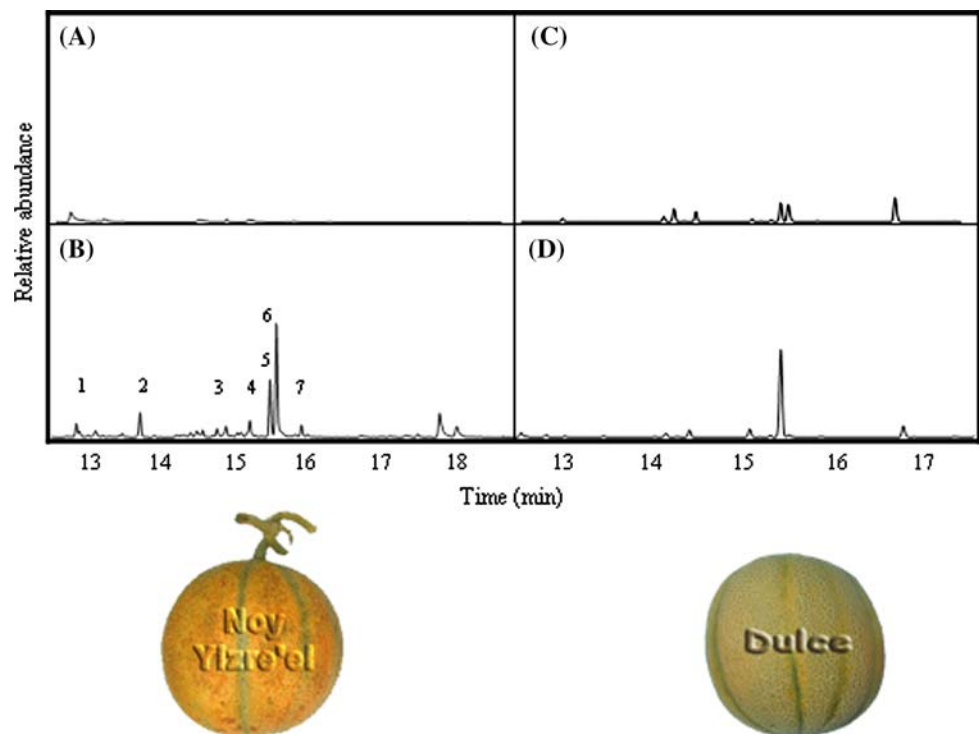 (A)
(C)
Relative abundance
(B)
(D)
6
5
1
2
3
4
7
13 14 15 16 17 18
13 14 15 16 17
Time (min)
Noy
Yizre'el
Dulce